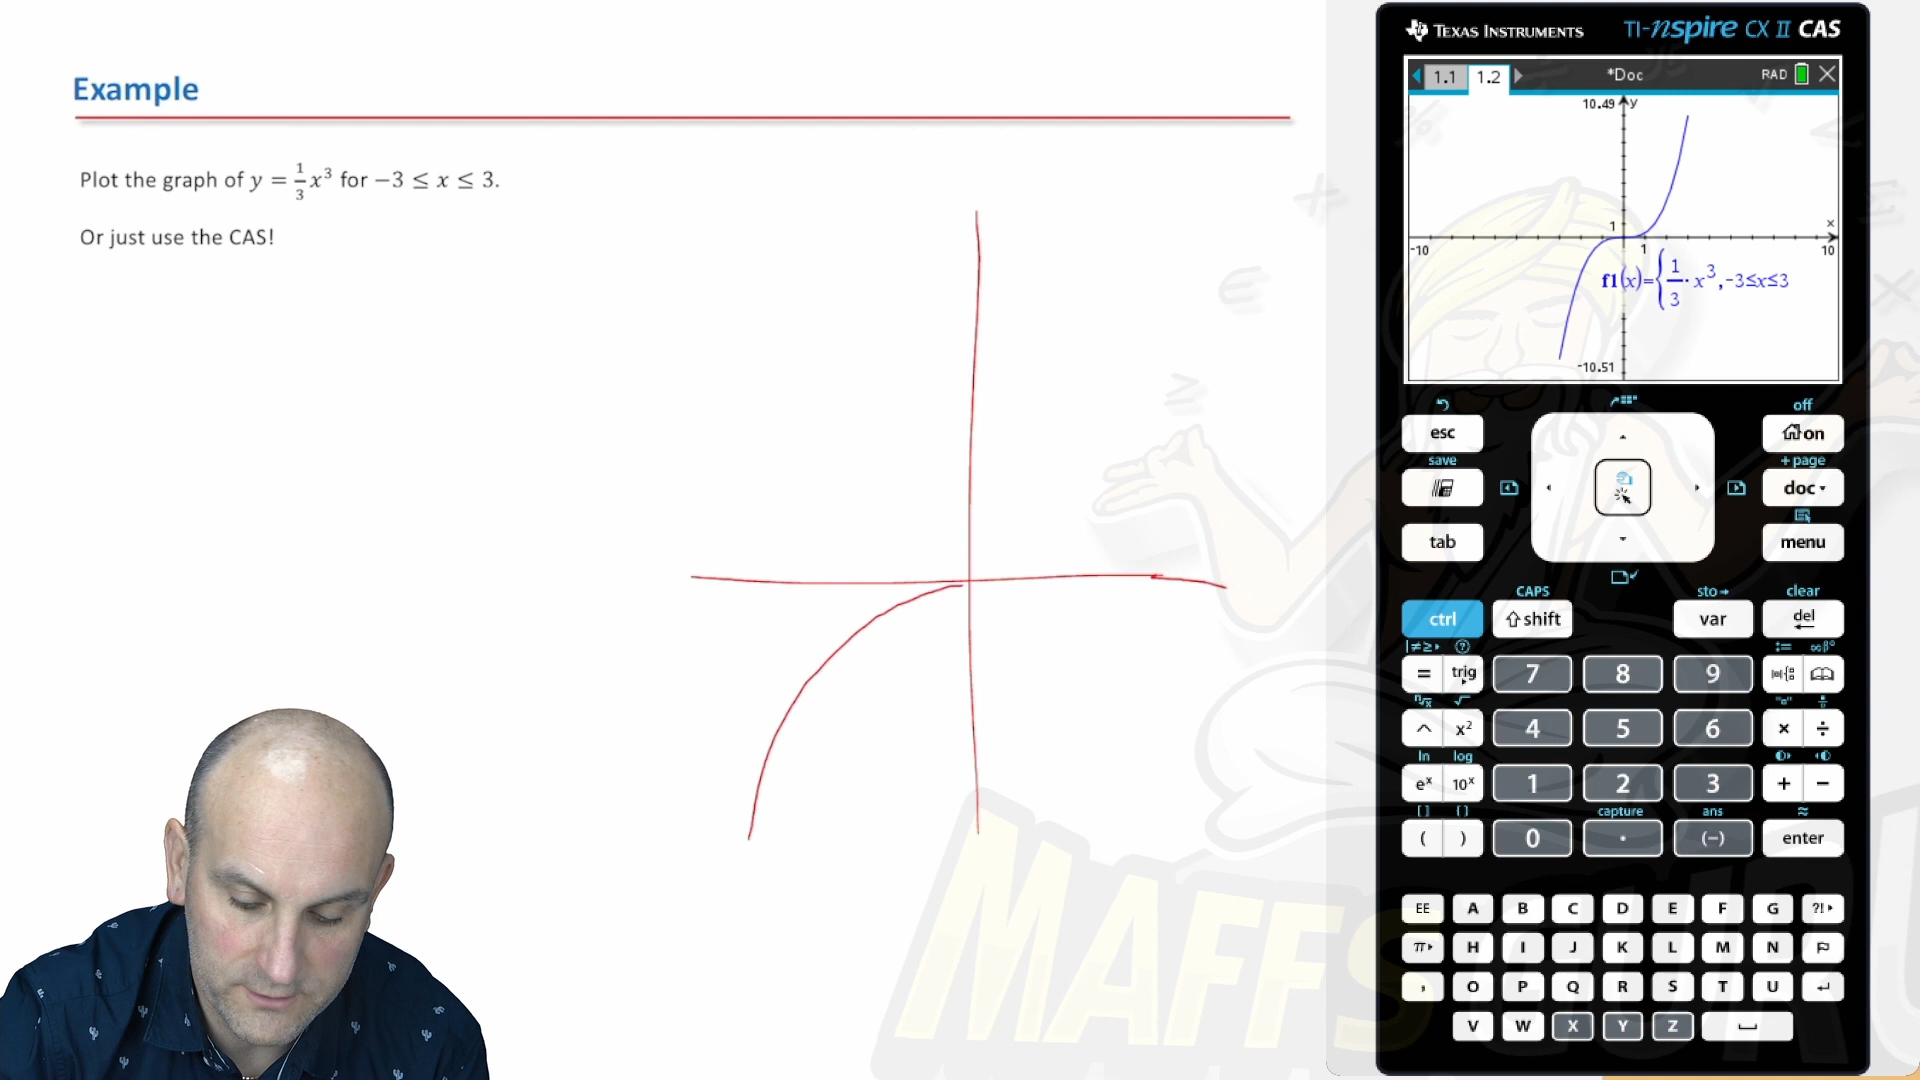 Example
Plot the graph of y = 1/3 x³ for −3 ≤ x ≤ 3.
Or just use the CAS!
TEXAS INSTRUMENTS TI-nspire CX II CAS
1.1 1.2 *Doc RAD
10.49 y
1
x
-10 1 10
f1(x)={1/3·x³,-3≤x≤3
-10.51
off
esc on
save +page
doc
tab menu
CAPS sto→ clear
ctrl shift var del
|≠≥▸ ? := ∞β°
= trig 7 8 9
ⁿ√x √
^ x² 4 5 6 × ÷
ln log
eˣ 10ˣ 1 2 3 + −
[ ] { } capture ans ≈
( ) 0 . (−) enter
EE A B C D E F G ?!▸
π▸ H I J K L M N
, O P Q R S T U
V W X Y Z
MAFFS GURU